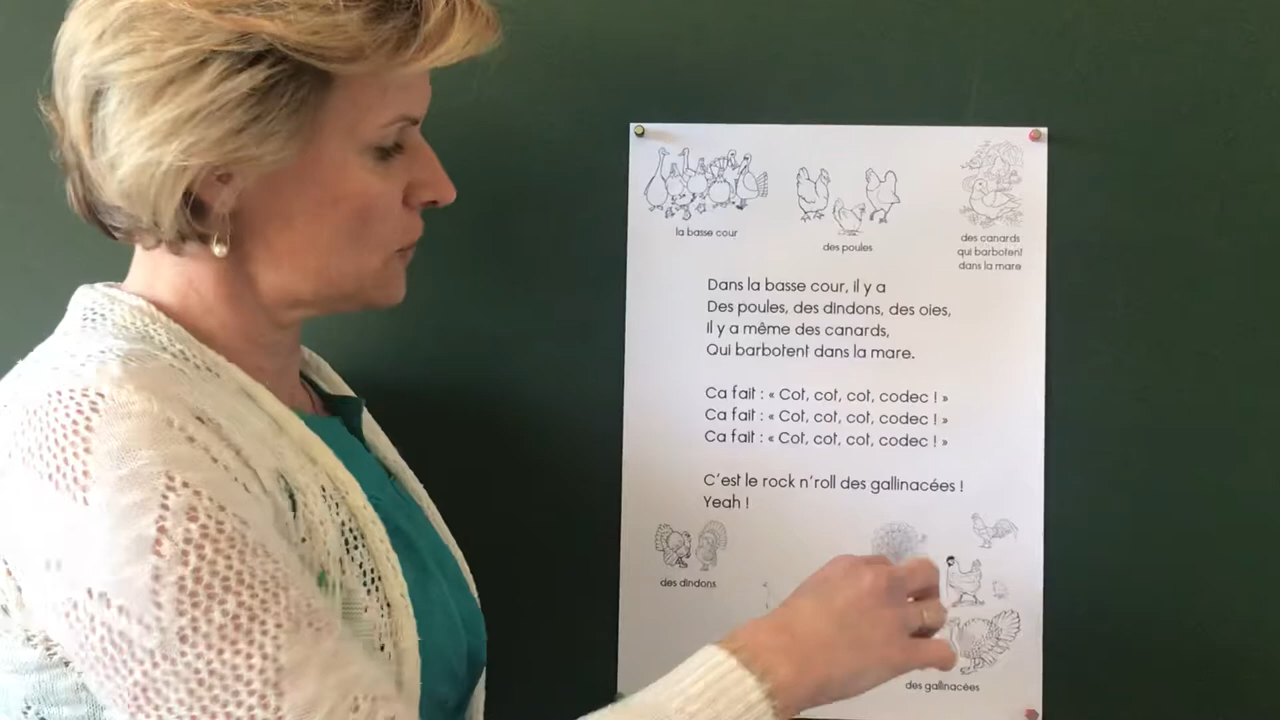 la basse cour
des poules
des canards
qui barbotent
dans la mare
Dans la basse cour, il y a
Des poules, des dindons, des oies,
Il y a même des canards,
Qui barbotent dans la mare.
Ca fait : « Cot, cot, cot, codec ! »
Ca fait : « Cot, cot, cot, codec ! »
Ca fait : « Cot, cot, cot, codec ! »
C’est le rock n’roll des gallinacées !
Yeah !
des dindons
des gallinacées